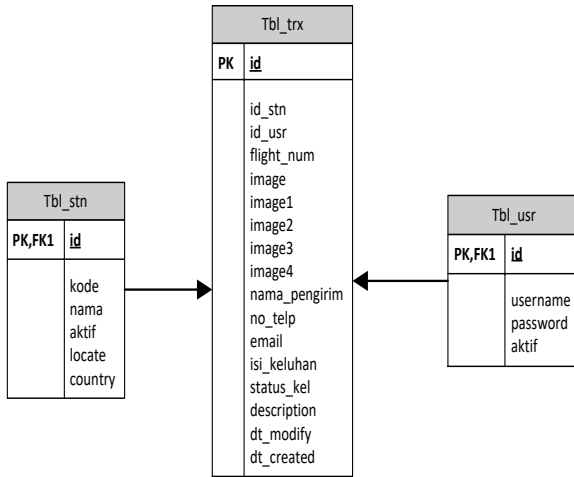 Tbl_trx
PK id
id_stn
id_usr
flight_num
image
image1
image2
image3
image4
nama_pengirim
no_telp
email
isi_keluhan
status_kel
description
dt_modify
dt_created
Tbl_stn
PK,FK1 id
kode
nama
aktif
locate
country
Tbl_usr
PK,FK1 id
username
password
aktif